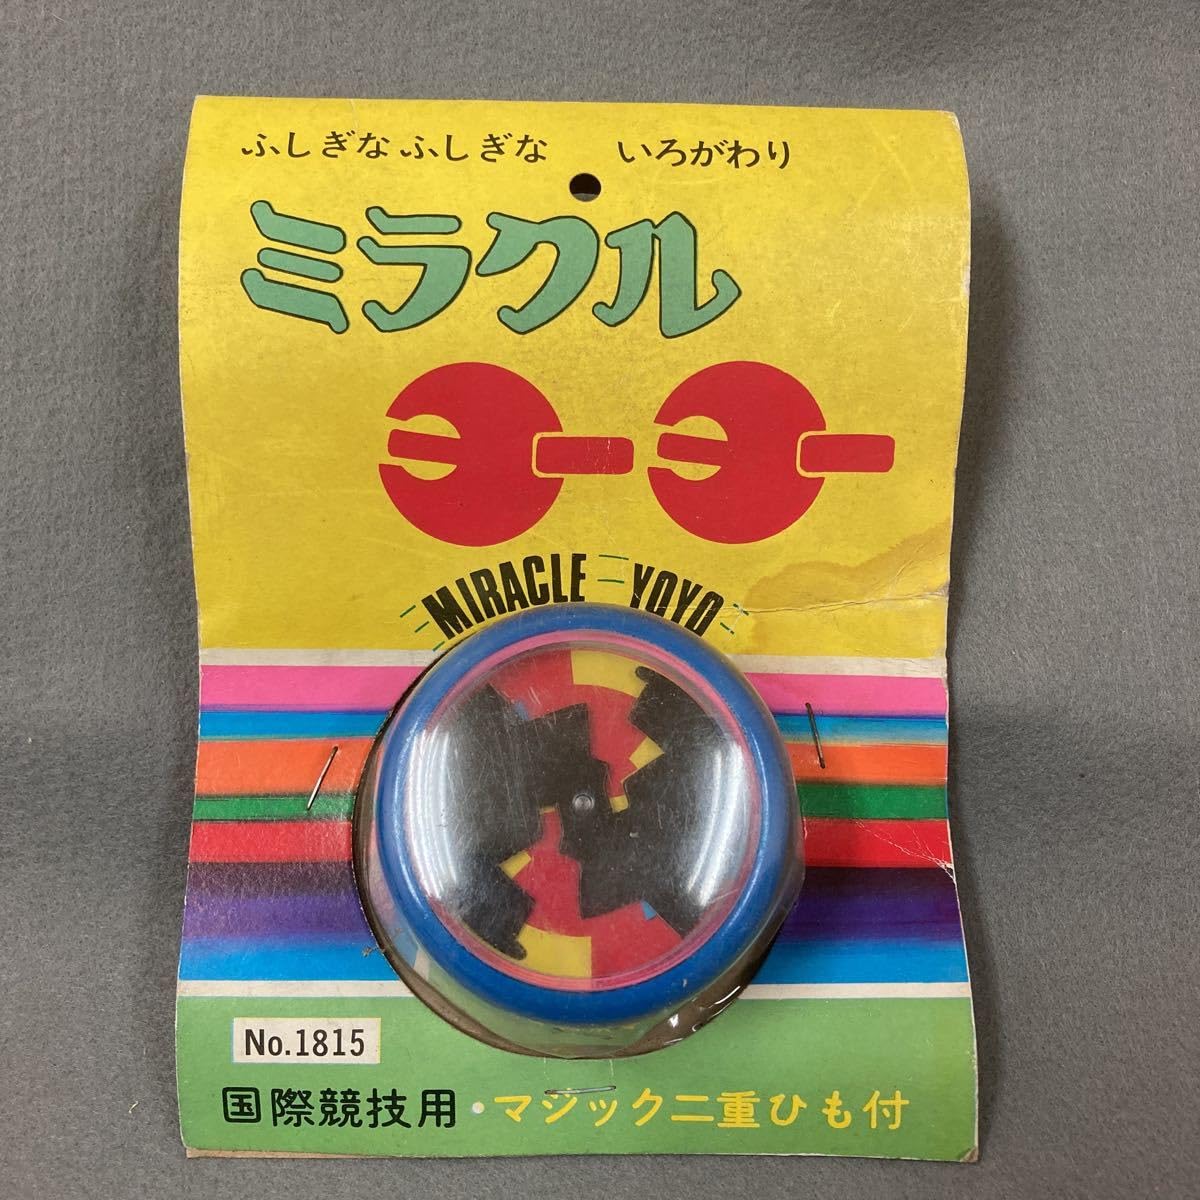 ふしぎなふしぎな いろがわり
ミラクル
ヨーヨー
MIRACLE YOYO
No.1815
国際競技用・マジック二重ひも付